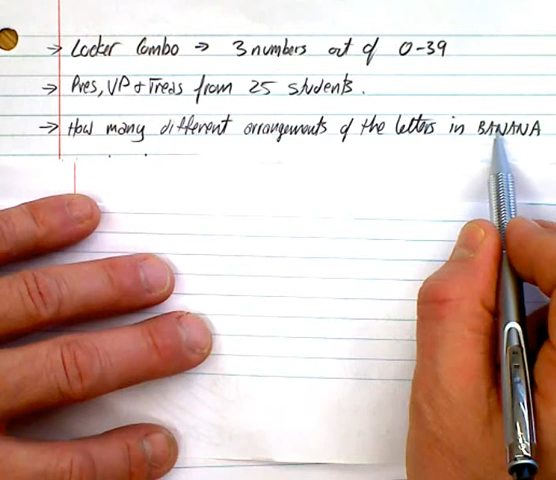 → Locker Combo → 3 numbers out of 0-39
→ Pres, VP + Treas from 25 students.
→ How many different arrangements of the letters in BANANA